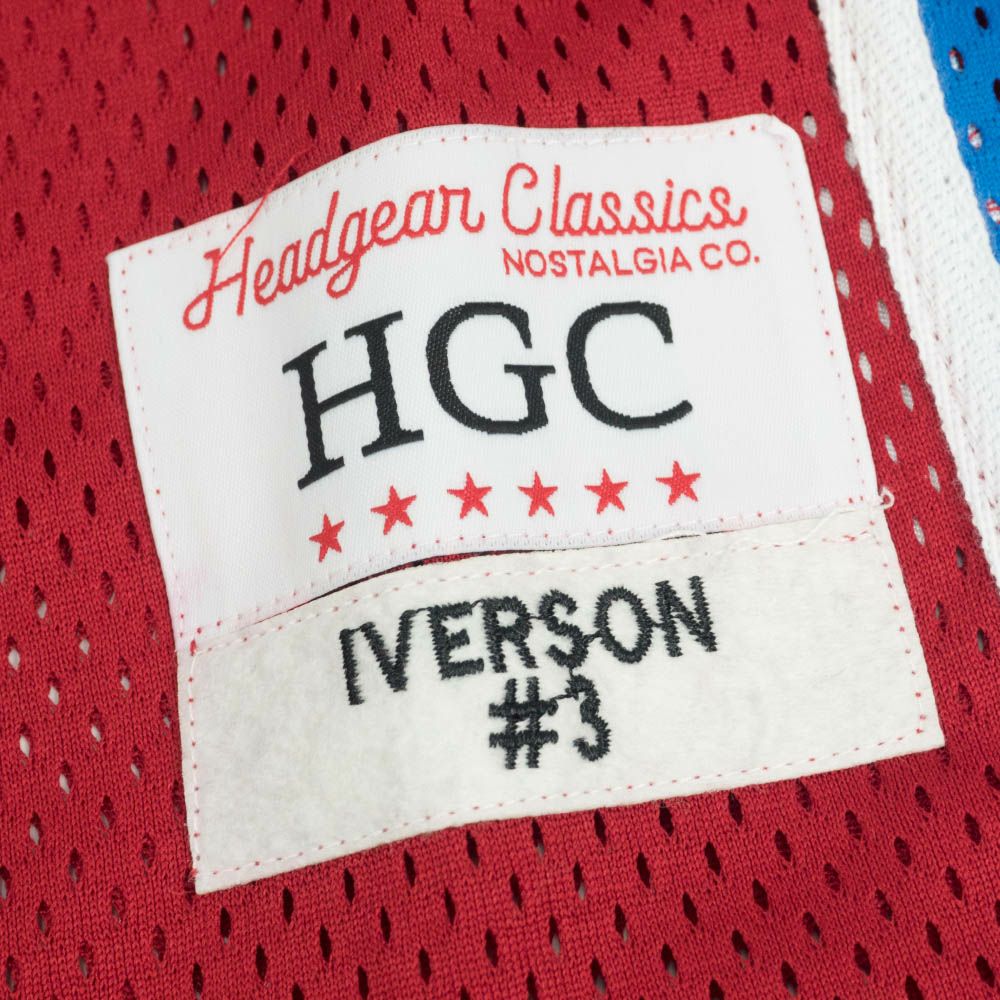 Headgear Classics
NOSTALGIA CO.
HGC
IVERSON
#3